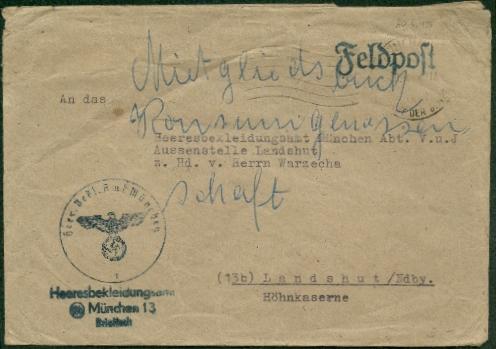 Mitgliedsbuch
Feldpost
An das
Konsumgenossen
Heeresbekleidungsamt München Abt. V.u.J
Aussenstelle Landshut
z. Hd. v. Herrn Warzecha
schaft
(13b) Landshut/Ndby.
Höhnkaserne
Heeresbekleidungsamt
München 13
Brieffach